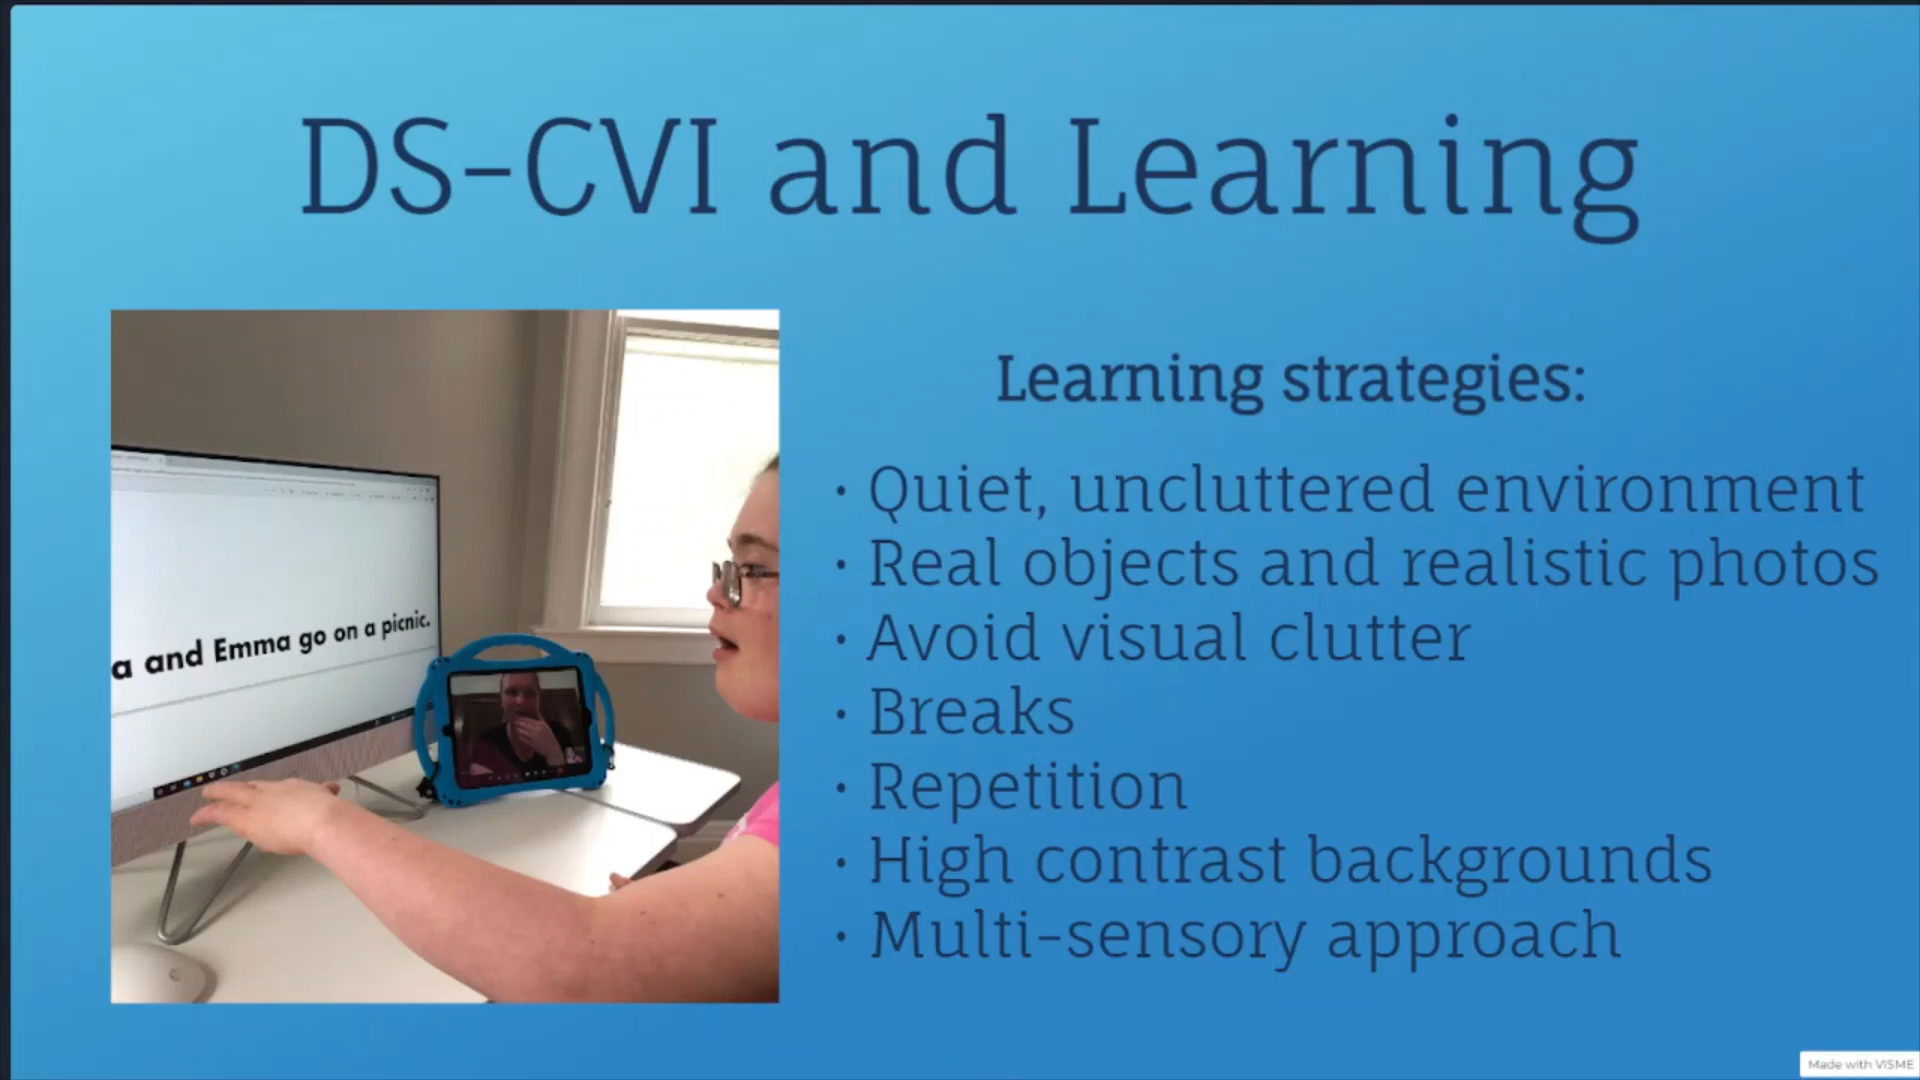 DS-CVI and Learning
Learning strategies:
• Quiet, uncluttered environment
• Real objects and realistic photos
• Avoid visual clutter
• Breaks
• Repetition
• High contrast backgrounds
• Multi-sensory approach
a and Emma go on a picnic.
Made with VISME